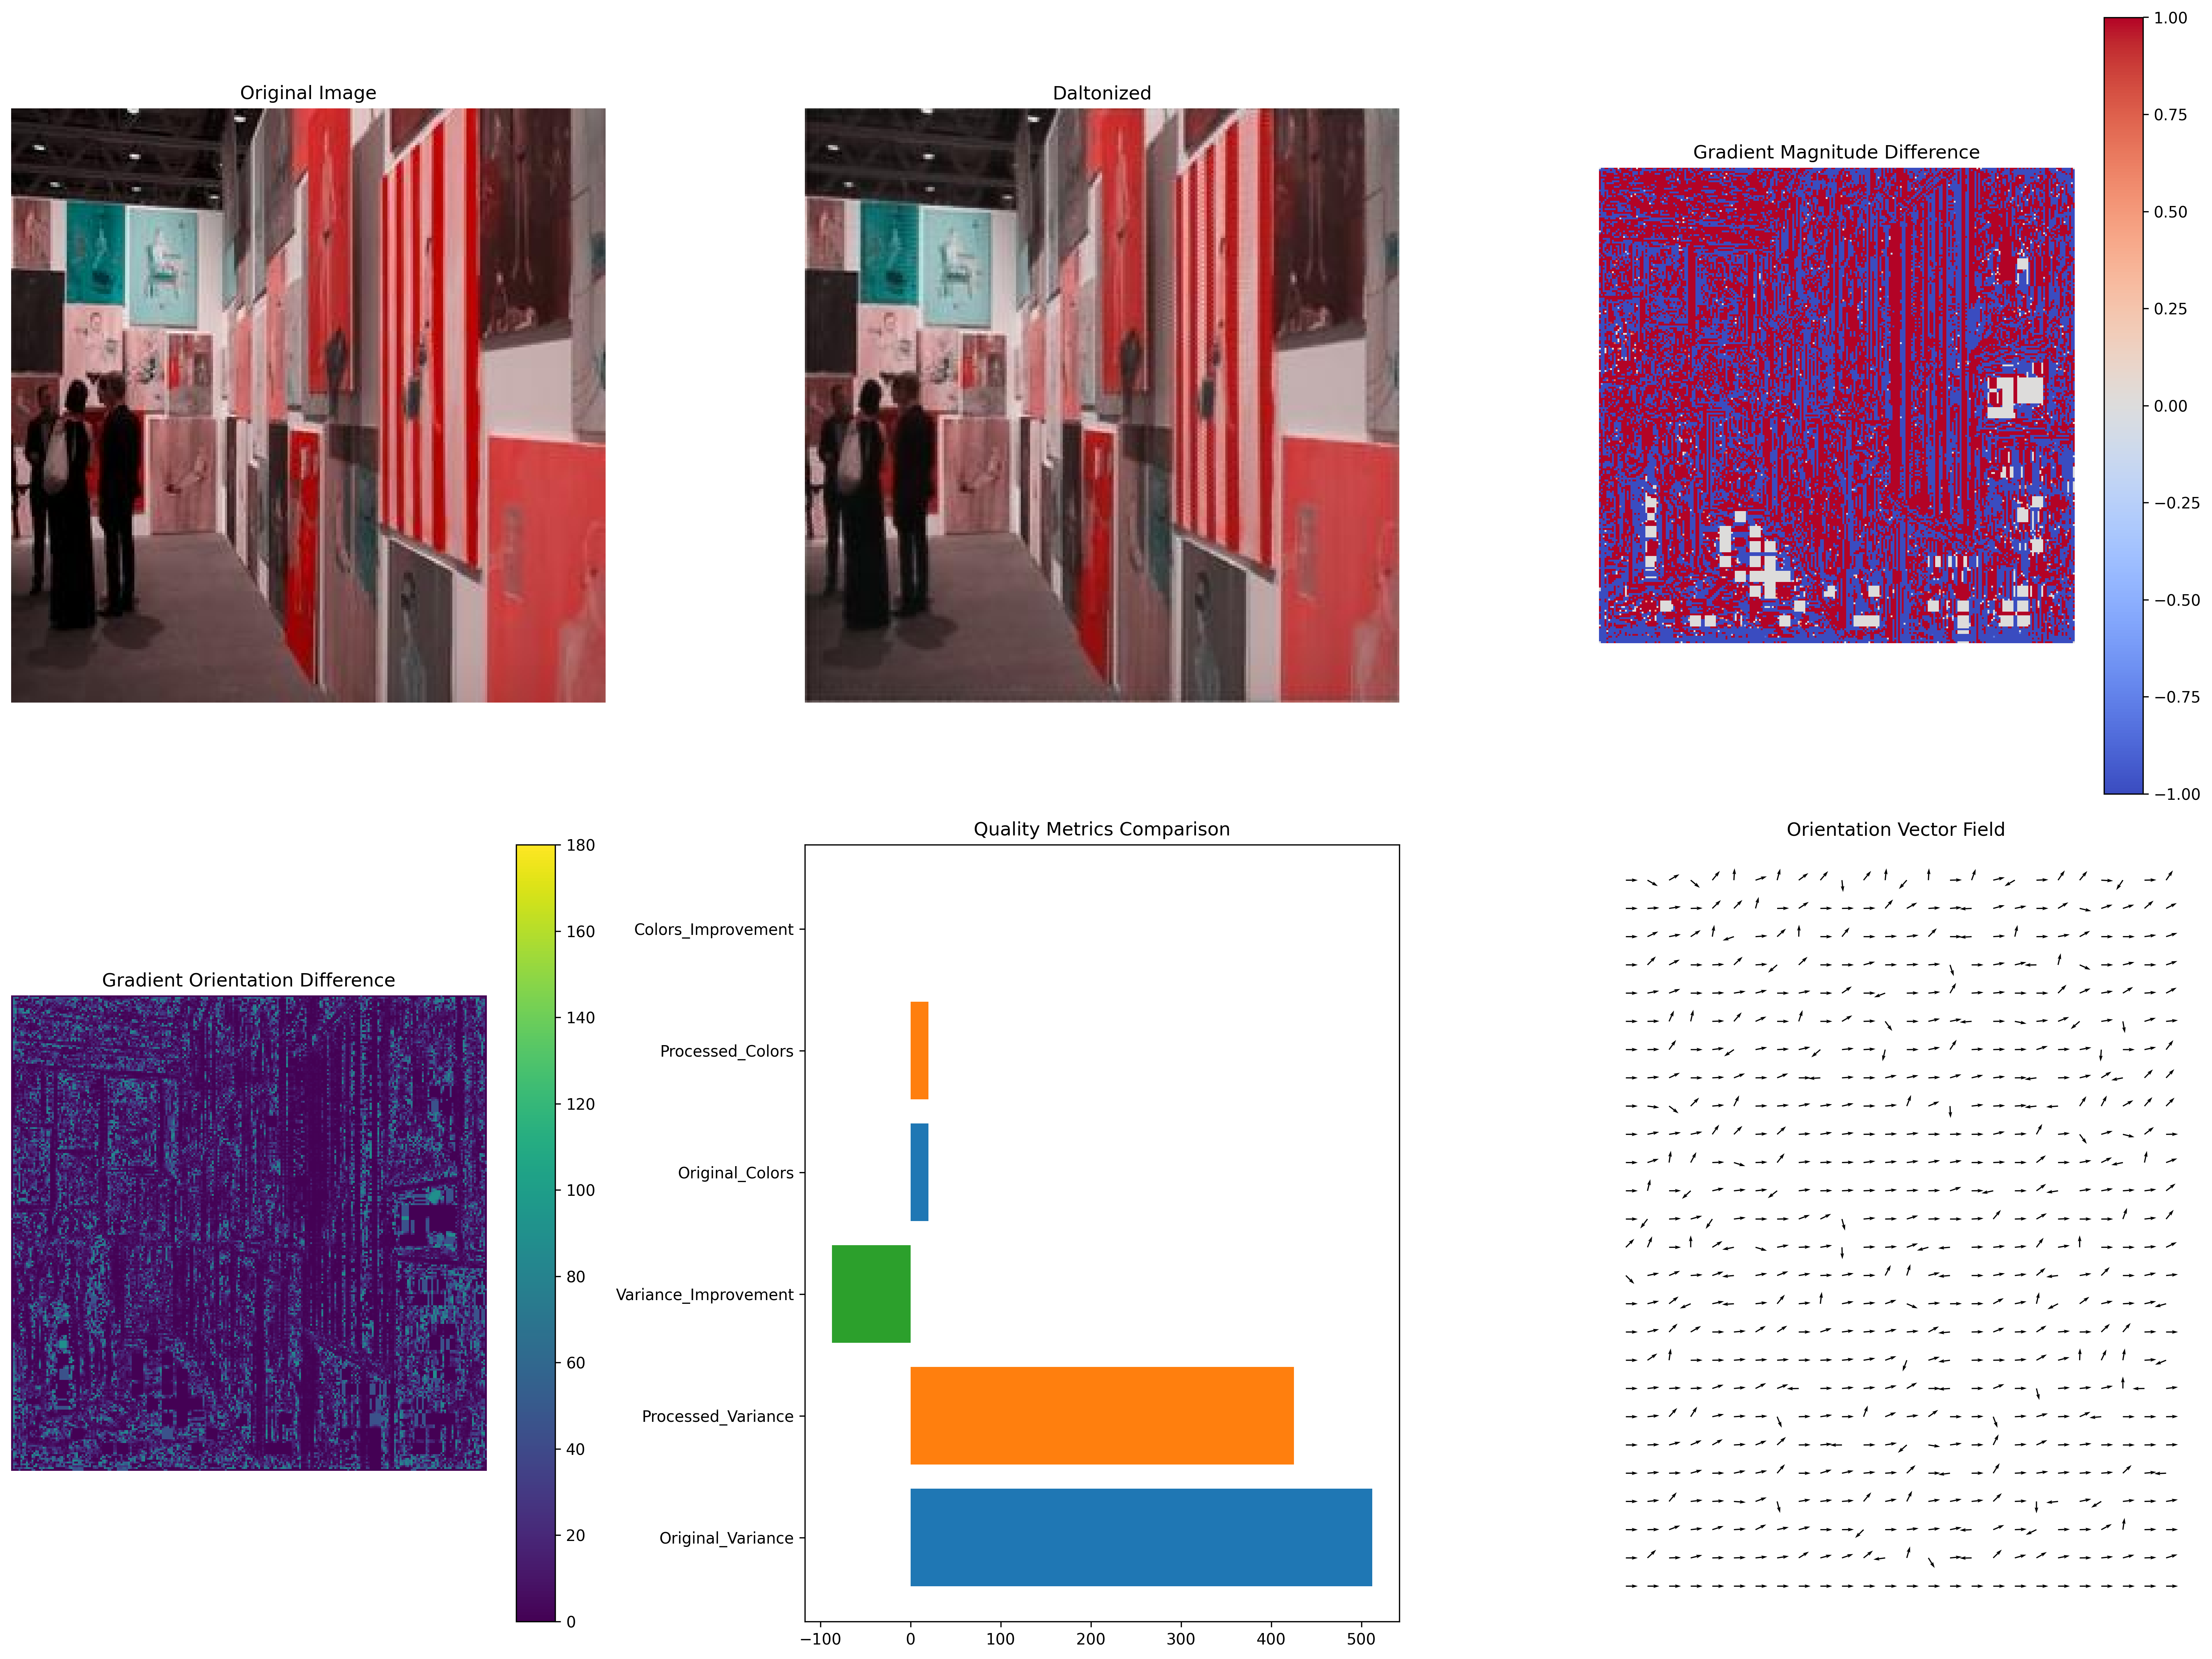 Original Image
Daltonized
Gradient Magnitude Difference
1.00
0.75
0.50
0.25
0.00
−0.25
−0.50
−0.75
−1.00
Gradient Orientation Difference
180
160
140
120
100
80
60
40
20
0
Quality Metrics Comparison
Colors_Improvement
Processed_Colors
Original_Colors
Variance_Improvement
Processed_Variance
Original_Variance
−100 0 100 200 300 400 500
Orientation Vector Field